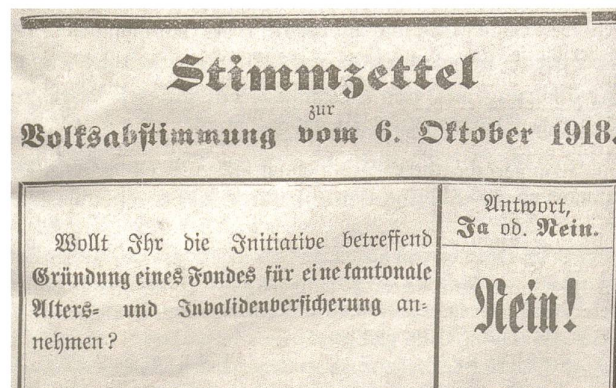 Stimmzettel
zur
Volksabstimmung vom 6. Oktober 1918.
Wollt Ihr die Initiative betreffend
Gründung eines Fondes für eine kantonale
Alters- und Invalidenversicherung an-
nehmen?
Antwort,
Ja od. Nein.
Nein!